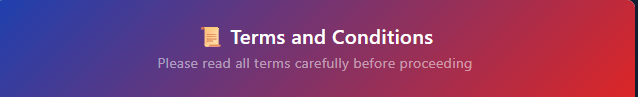 📜 Terms and Conditions
Please read all terms carefully before proceeding